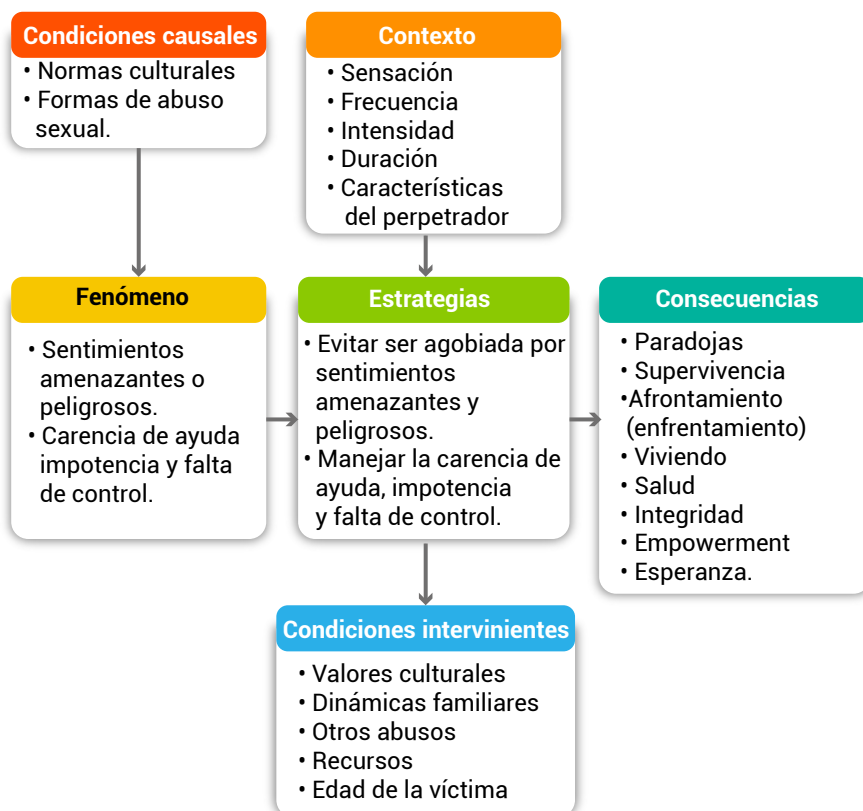 Condiciones causales
• Normas culturales
• Formas de abuso
sexual.
Contexto
• Sensación
• Frecuencia
• Intensidad
• Duración
• Características
del perpetrador
Fenómeno
• Sentimientos
amenazantes o
peligrosos.
• Carencia de ayuda
impotencia y falta
de control.
Estrategias
• Evitar ser agobiada por
sentimientos
amenazantes y
peligrosos.
• Manejar la carencia de
ayuda, impotencia
y falta de control.
Consecuencias
• Paradojas
• Supervivencia
•Afrontamiento
(enfrentamiento)
• Viviendo
• Salud
• Integridad
• Empowerment
• Esperanza.
Condiciones intervinientes
• Valores culturales
• Dinámicas familiares
• Otros abusos
• Recursos
• Edad de la víctima